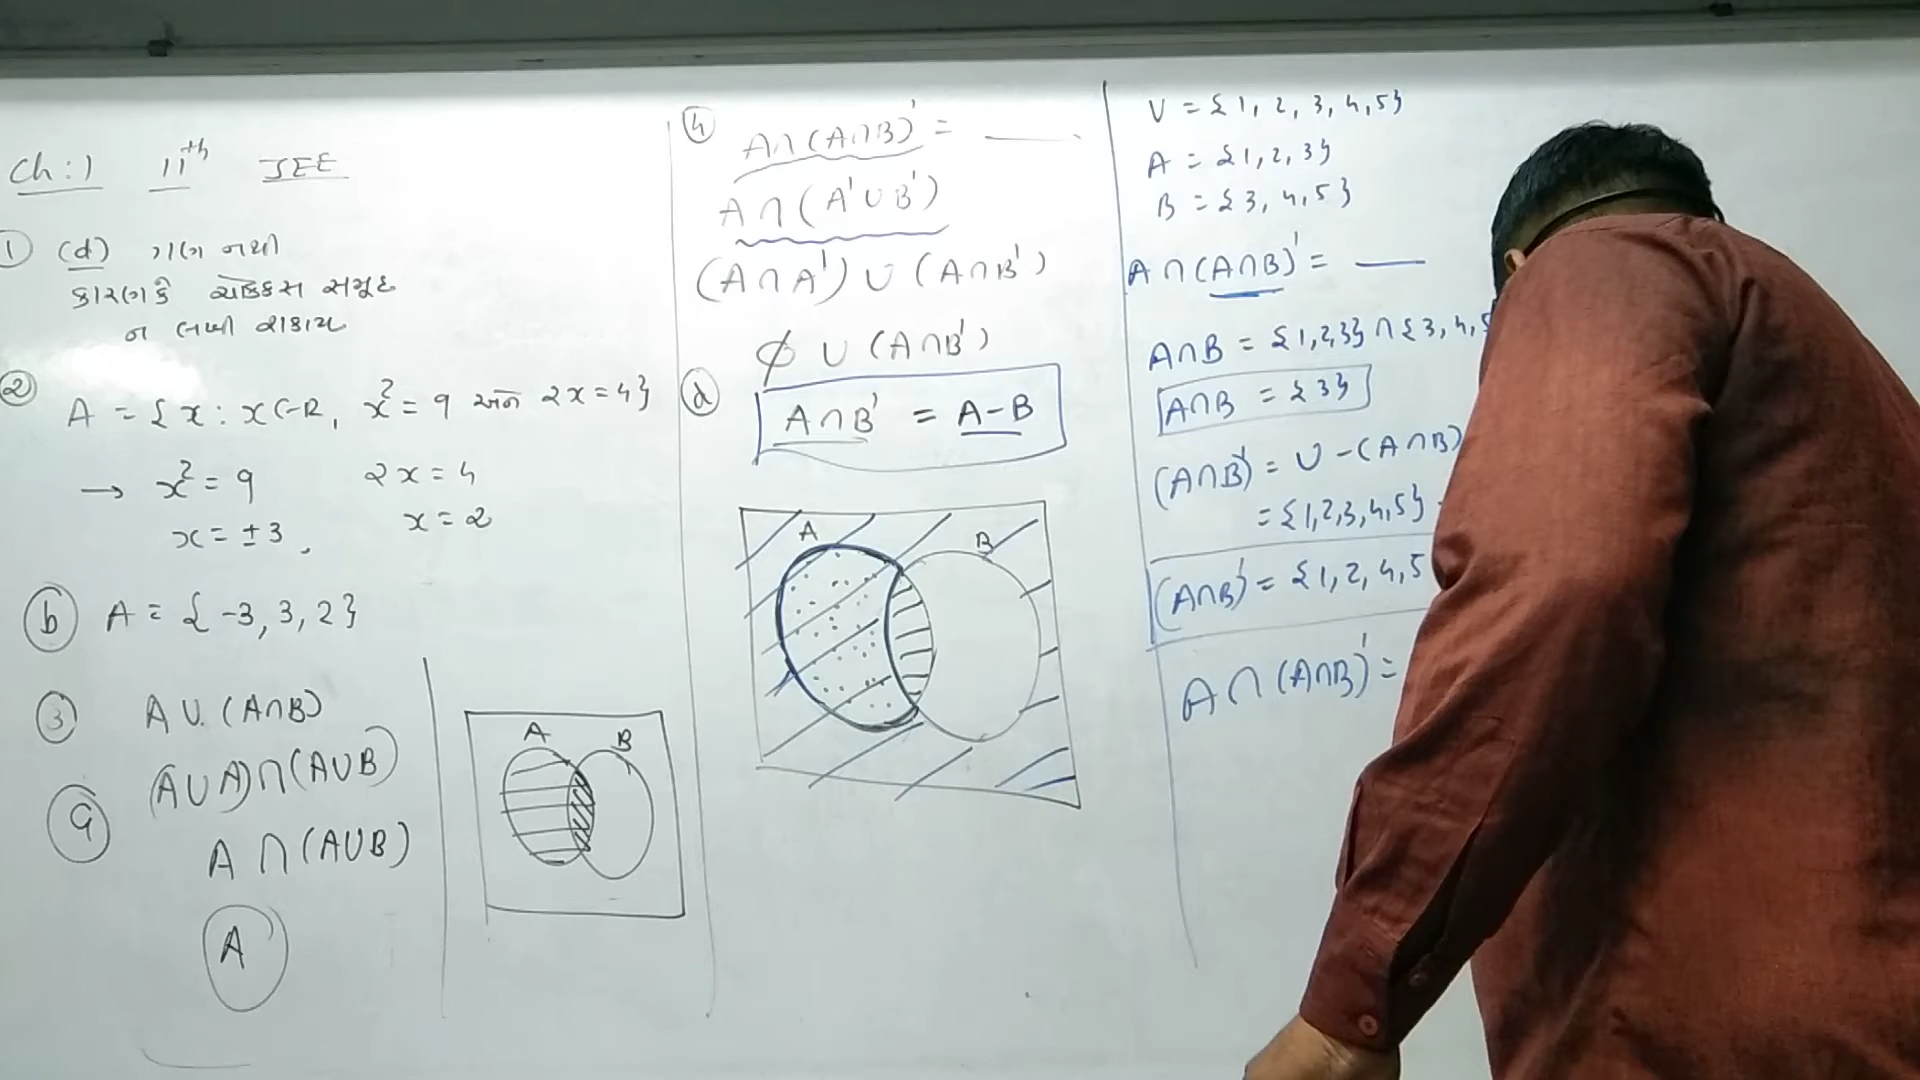 Ch:1 11th JEE
① (d) ગણ નથી
કારણકે ચોક્કસ સમૂહ
ન લખી શકાય
② A = {x : x ∈ R, x² = 9 અને 2x = 4}
→ x² = 9 2x = 4
x = ±3, x = 2
ⓑ A = {-3, 3, 2}
③ A ∪ (A∩B)
(A∪A)∩(A∪B)
A ∩ (A∪B)
A
A B
④ A∩(A∩B)' = ___
A∩(A'∪B')
(A∩A')∪(A∩B')
φ ∪ (A∩B')
ⓓ A∩B' = A-B
A B
U = {1, 2, 3, 4, 5}
A = {1, 2, 3}
B = {3, 4, 5}
A∩(A∩B)' = ___
A∩B = {1,2,3} ∩ {3, 4, 5
A∩B = {3}
(A∩B)' = U-(A∩B)
= {1,2,3,4,5} -
(A∩B)' = {1, 2, 4, 5
A∩(A∩B)' =